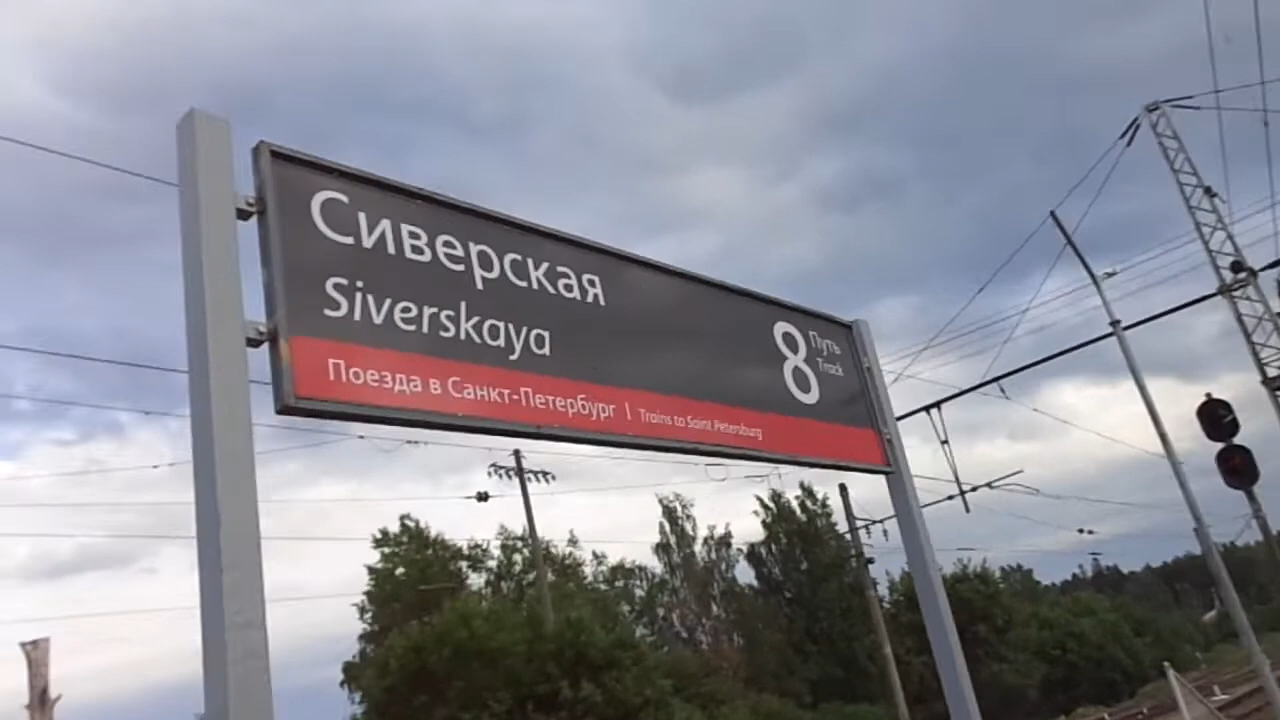 Сиверская
Siverskaya
8
Путь
Track
Поезда в Санкт-Петербург | Trains to Saint Petersburg